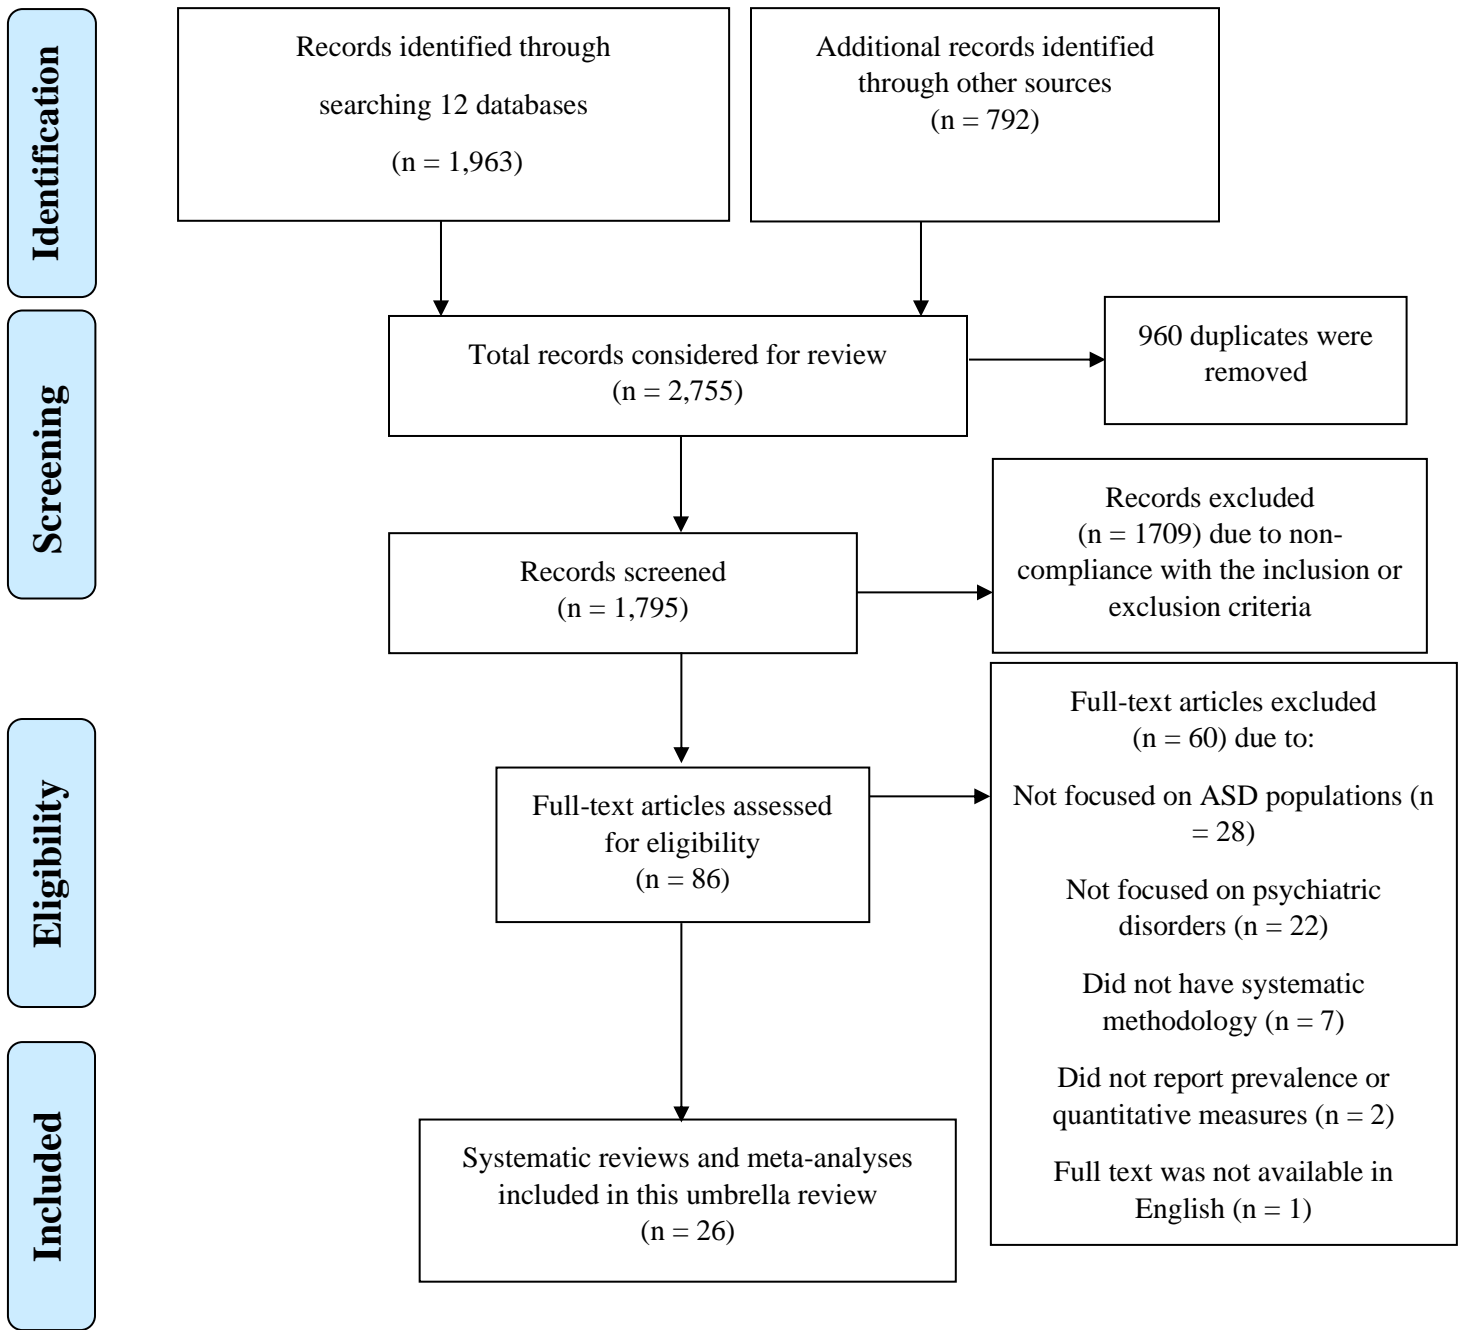 Identification
Records identified through
searching 12 databases
(n = 1,963)
Additional records identified
through other sources
(n = 792)
Screening
Total records considered for review
(n = 2,755)
960 duplicates were
removed
Records screened
(n = 1,795)
Records excluded
(n = 1709) due to non-
compliance with the inclusion or
exclusion criteria
Eligibility
Full-text articles assessed
for eligibility
(n = 86)
Full-text articles excluded
(n = 60) due to:
Not focused on ASD populations (n
= 28)
Not focused on psychiatric
disorders (n = 22)
Did not have systematic
methodology (n = 7)
Did not report prevalence or
quantitative measures (n = 2)
Full text was not available in
English (n = 1)
Included
Systematic reviews and meta-analyses
included in this umbrella review
(n = 26)